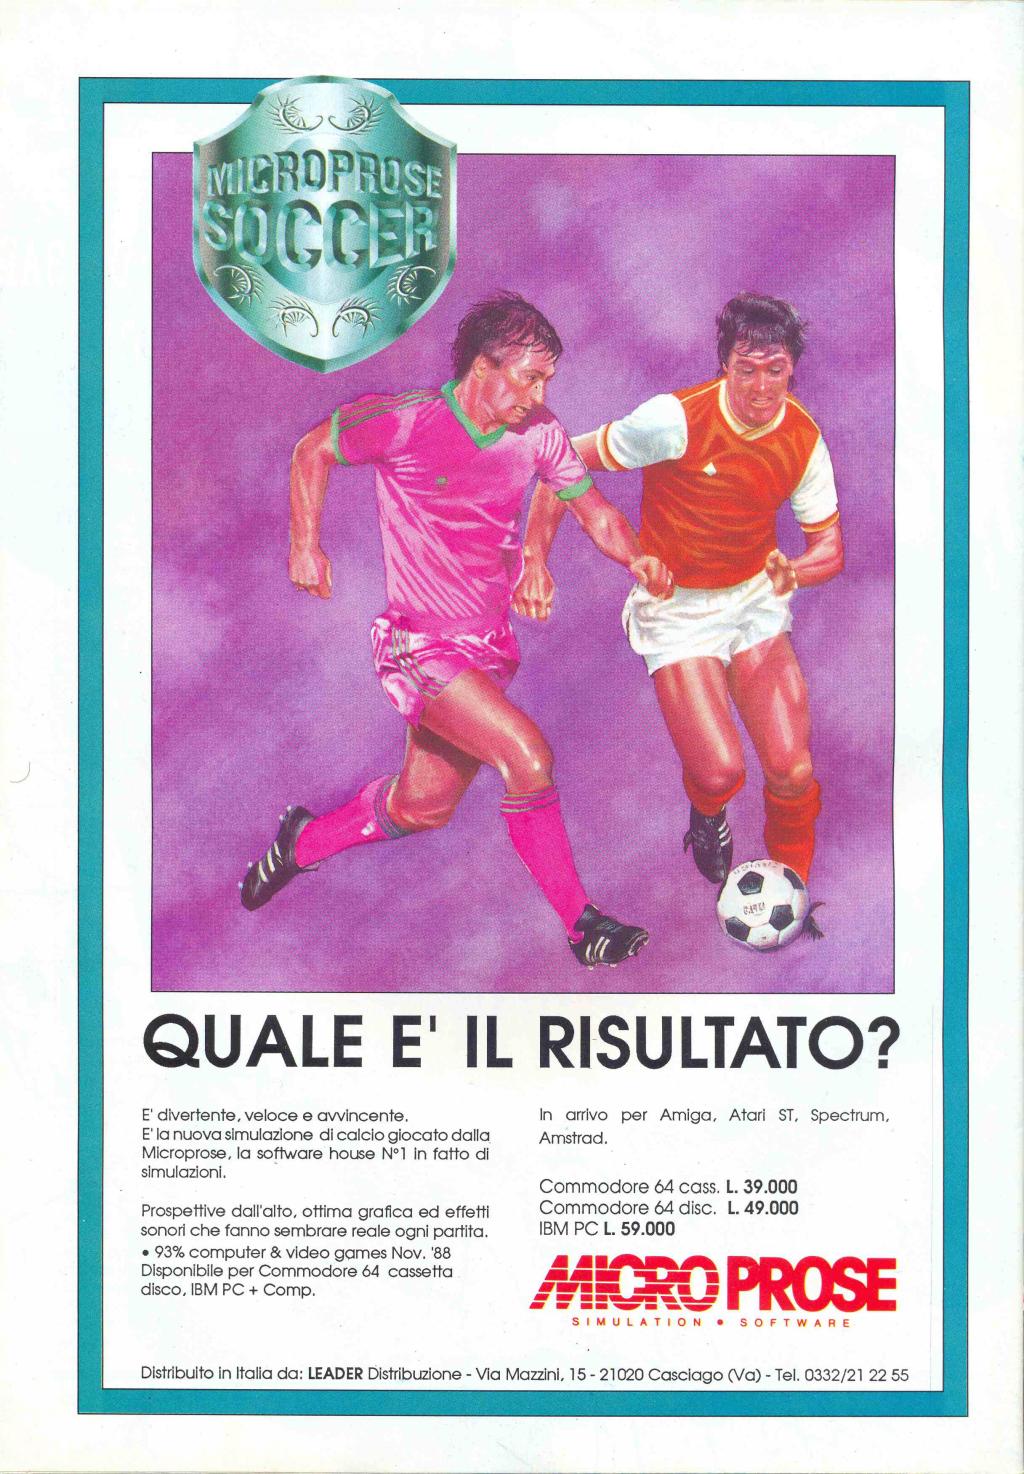 MICROPROSE
SOCCER
QUALE E' IL RISULTATO?
E' divertente, veloce e avvincente.
E' la nuova simulazione di calcio giocato dalla
Microprose, la software house N°1 in fatto di
simulazioni.
Prospettive dall'alto, ottima grafica ed effetti
sonori che fanno sembrare reale ogni partita.
• 93% computer & video games Nov. '88
Disponibile per Commodore 64 cassetta
disco, IBM PC + Comp.
In arrivo per Amiga, Atari ST, Spectrum,
Amstrad.
Commodore 64 cass. L. 39.000
Commodore 64 disc. L. 49.000
IBM PC L. 59.000
MICRO PROSE
SIMULATION • SOFTWARE
Distribuito in Italia da: LEADER Distribuzione - Via Mazzini, 15 - 21020 Casciago (Va) - Tel. 0332/21 22 55